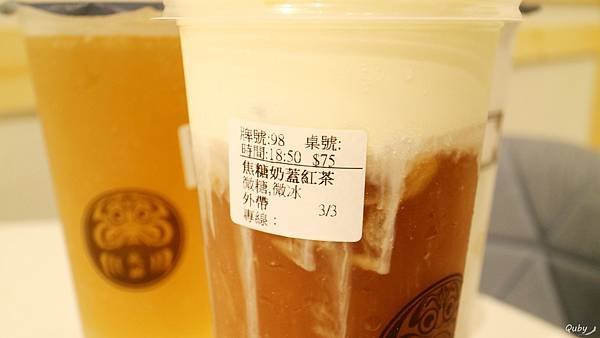 牌號:98 桌號:
時間:18:50 $75
焦糖奶蓋紅茶
微糖,微冰
外帶 3/3
專線：
Quby